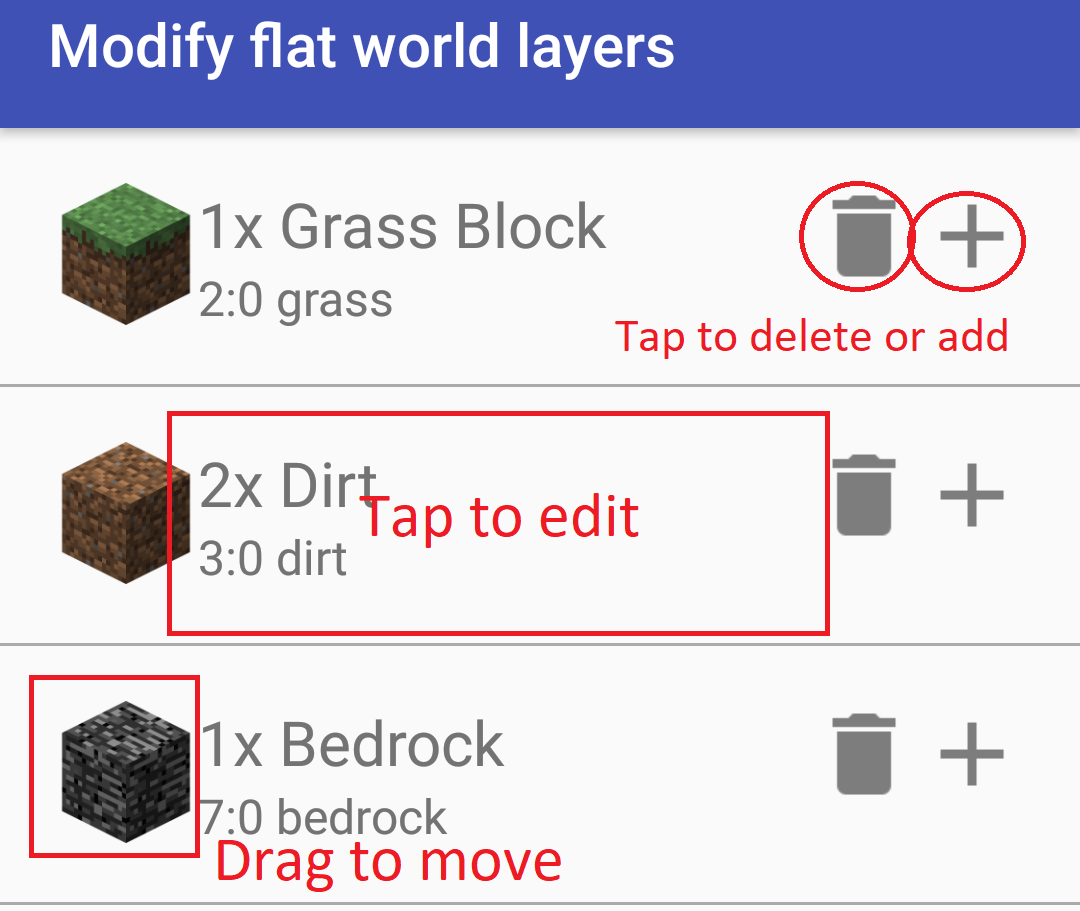 Modify flat world layers
1x Grass Block
2:0 grass
Tap to delete or add
2x Dirt
Tap to edit
3:0 dirt
1x Bedrock
7:0 bedrock
Drag to move